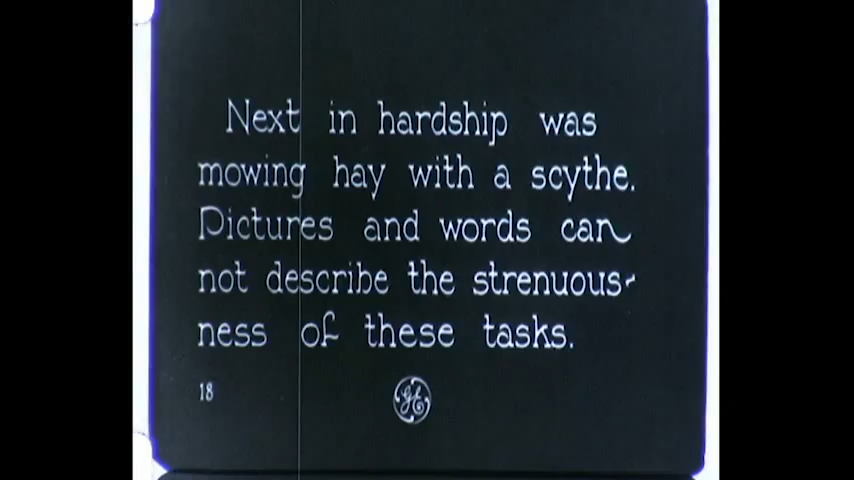 Next in hardship was
mowing hay with a scythe.
Pictures and words can
not describe the strenuous-
ness of these tasks.
18
GE